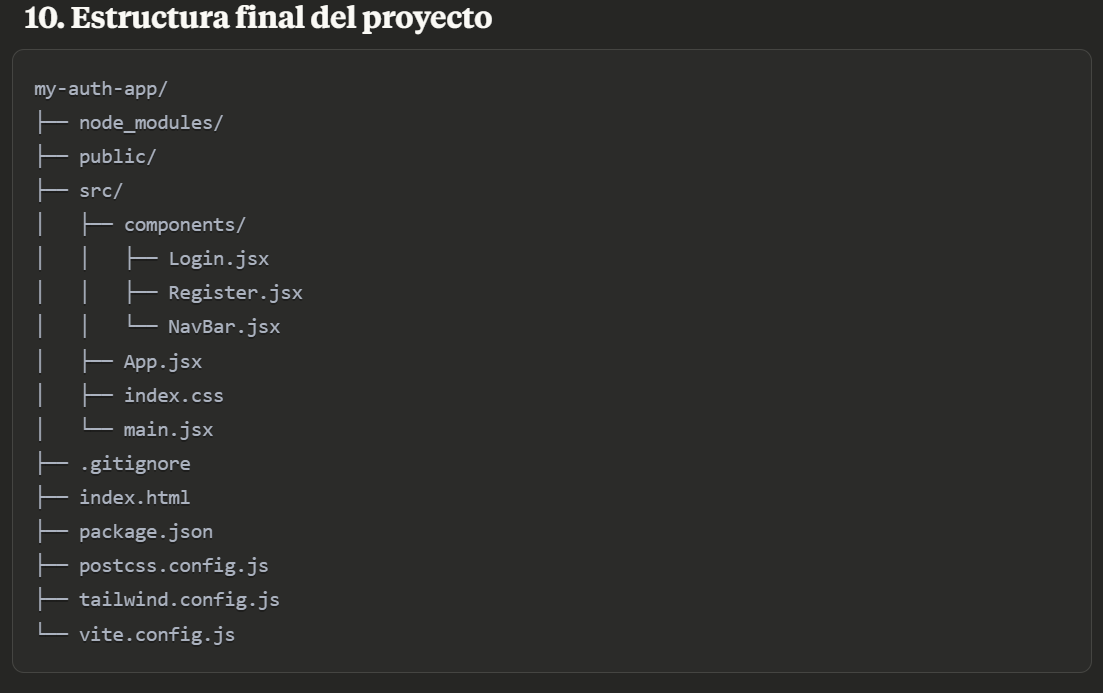 10. Estructura final del proyecto
my-auth-app/
├── node_modules/
├── public/
├── src/
│   ├── components/
│   │   ├── Login.jsx
│   │   ├── Register.jsx
│   │   └── NavBar.jsx
│   ├── App.jsx
│   ├── index.css
│   └── main.jsx
├── .gitignore
├── index.html
├── package.json
├── postcss.config.js
├── tailwind.config.js
└── vite.config.js